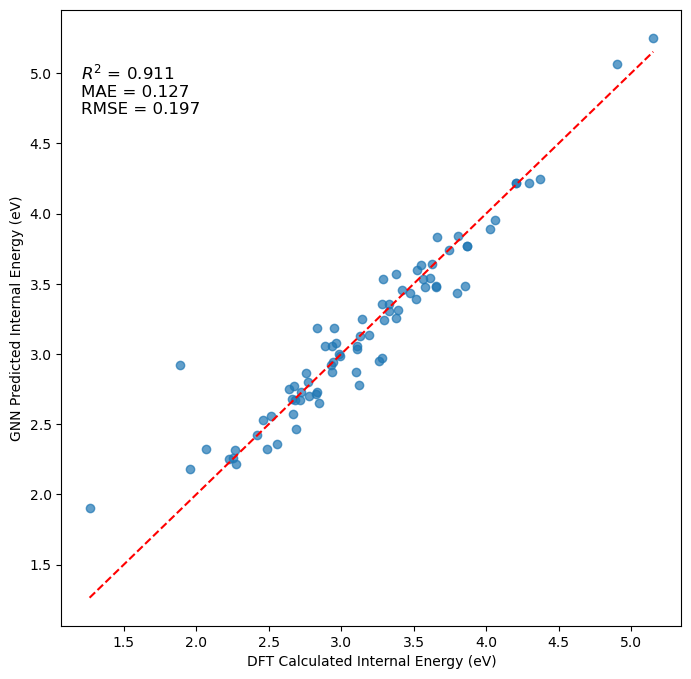 R² = 0.911
MAE = 0.127
RMSE = 0.197
GNN Predicted Internal Energy (eV)
5.0
4.5
4.0
3.5
3.0
2.5
2.0
1.5
1.5 2.0 2.5 3.0 3.5 4.0 4.5 5.0
DFT Calculated Internal Energy (eV)